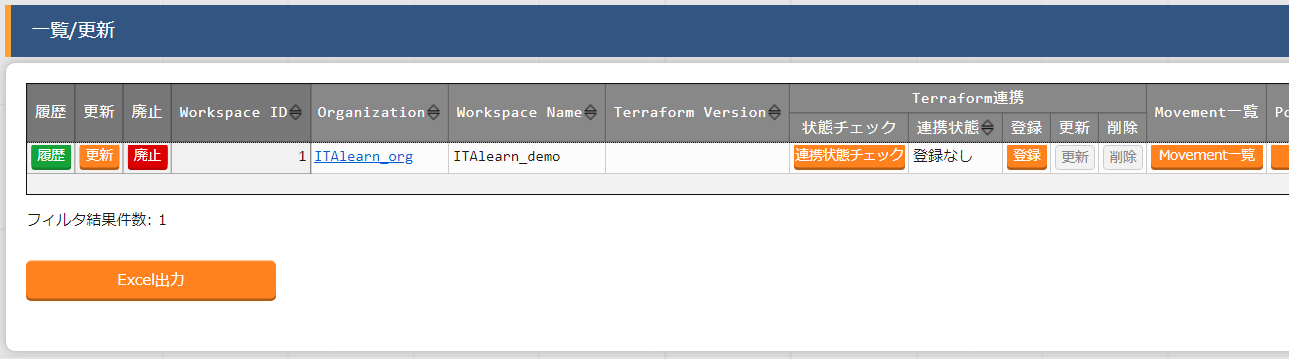 一覧/更新
履歴 更新 廃止 Workspace ID Organization Workspace Name Terraform Version Terraform連携 Movement一覧 Po
状態チェック 連携状態 登録 更新 削除
履歴 更新 廃止 1 ITAlearn_org ITAlearn_demo 連携状態チェック 登録なし 登録 更新 削除 Movement一覧
フィルタ結果件数: 1
Excel出力